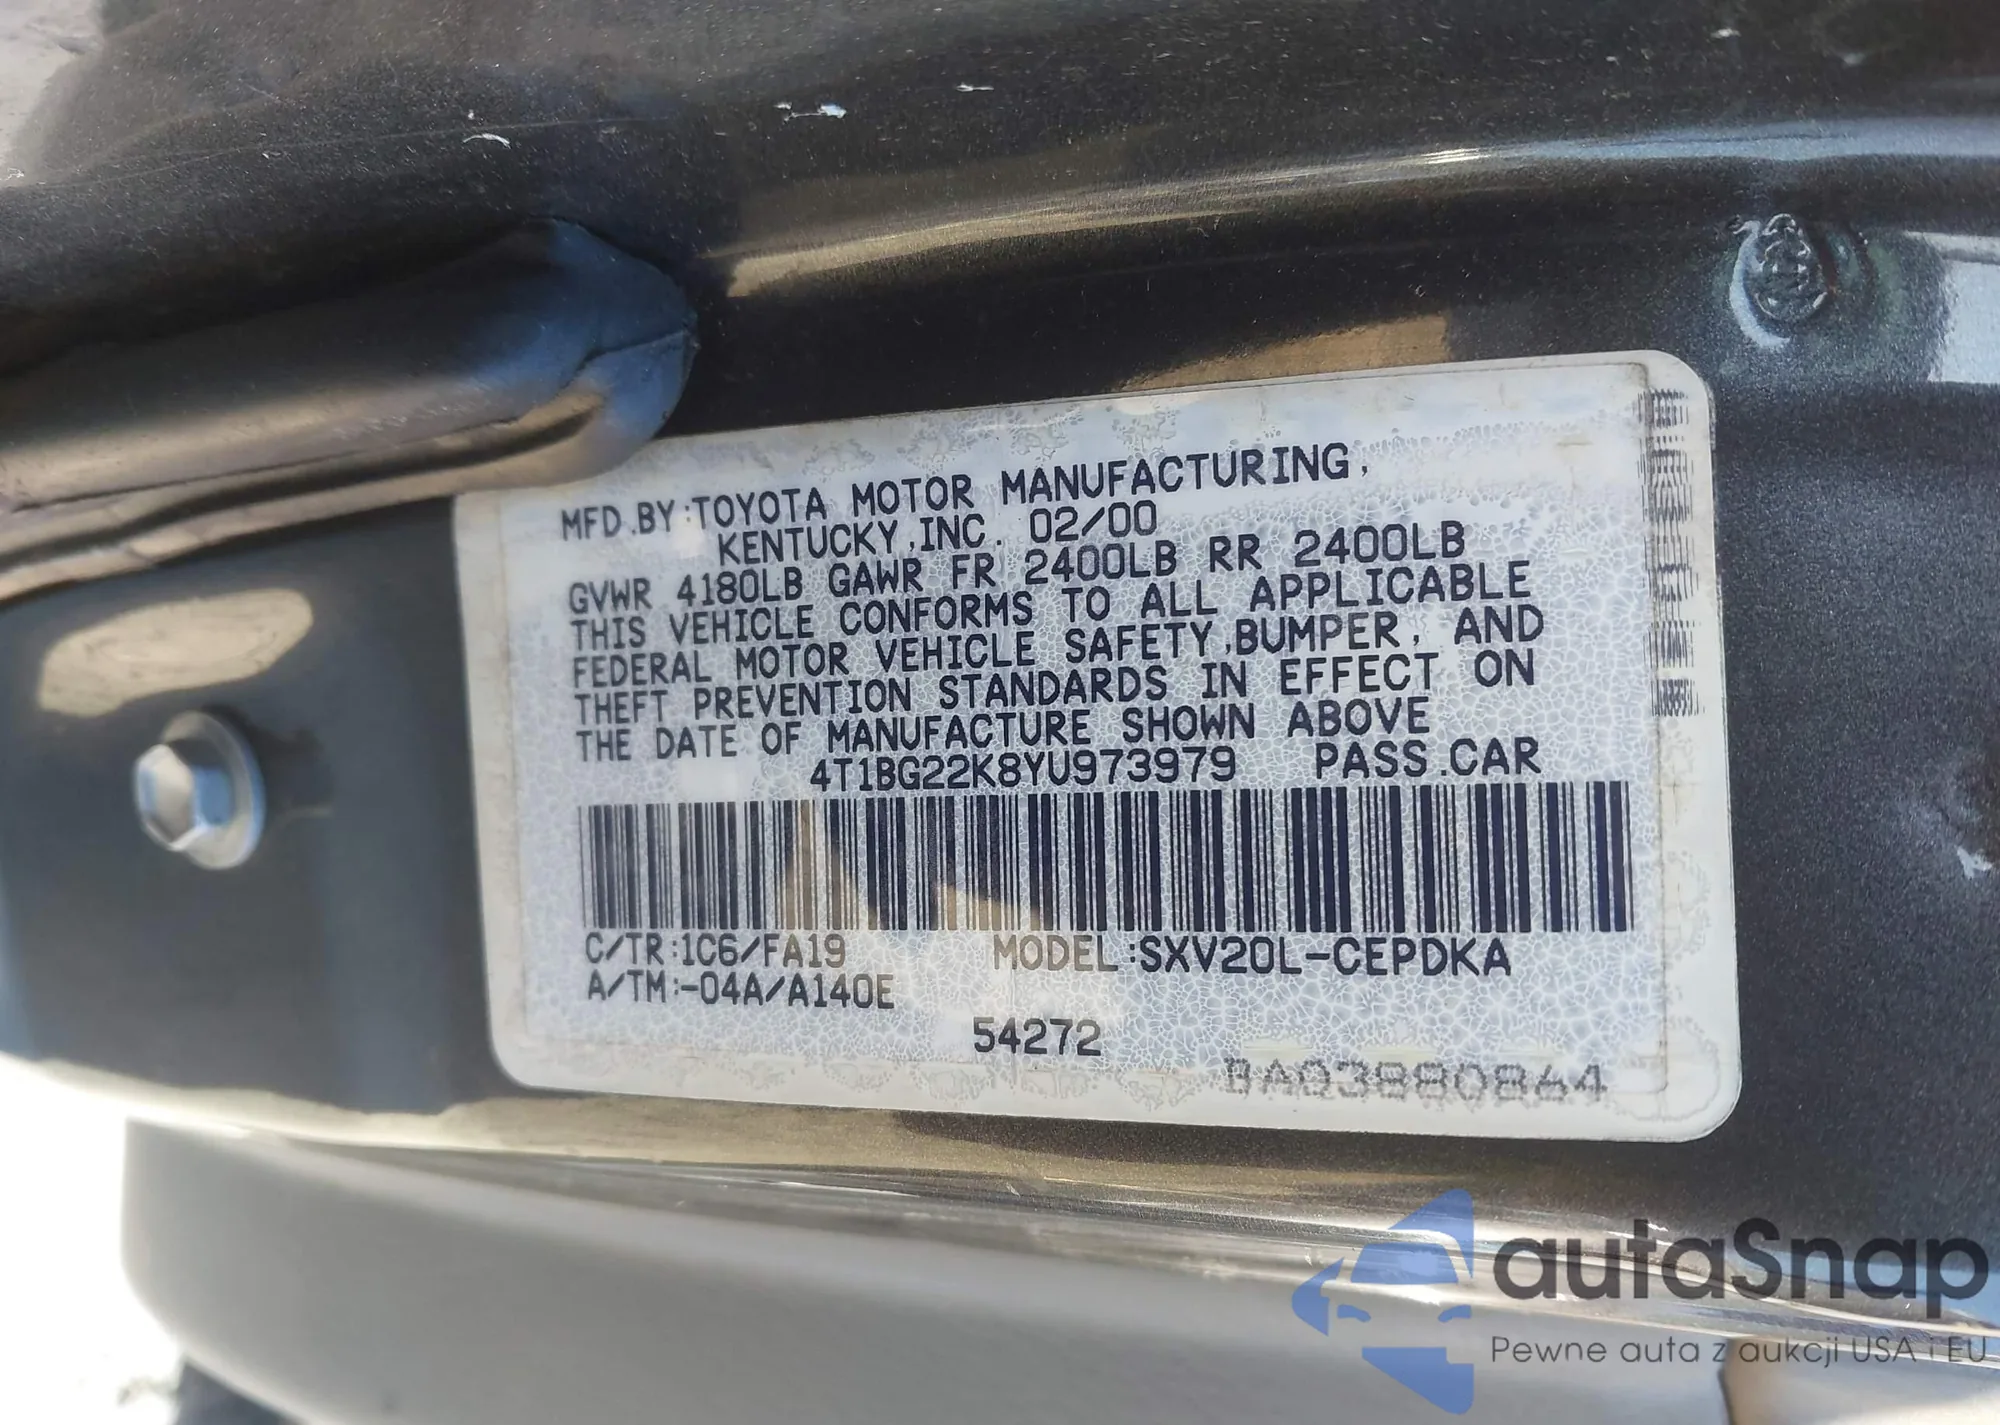 MFD.BY:TOYOTA MOTOR MANUFACTURING,
KENTUCKY,INC. 02/00
GVWR 4180LB GAWR FR 2400LB RR 2400LB
THIS VEHICLE CONFORMS TO ALL APPLICABLE
FEDERAL MOTOR VEHICLE SAFETY,BUMPER, AND
THEFT PREVENTION STANDARDS IN EFFECT ON
THE DATE OF MANUFACTURE SHOWN ABOVE
4T1BG22K8YU973979 PASS.CAR
C/TR:1C6/FA19 MODEL:SXV20L-CEPDKA
A/TM:-04A/A140E
54272
BA03880864
autaSnap
Pewne auta z aukcji USA i EU